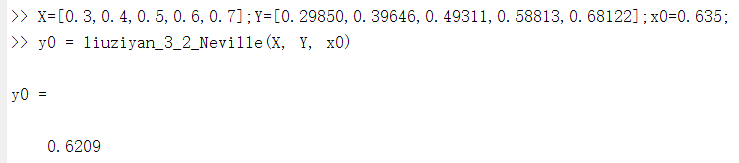 >> X=[0.3,0.4,0.5,0.6,0.7];Y=[0.29850,0.39646,0.49311,0.58813,0.68122];x0=0.635;
>> y0 = liuziyan_3_2_Neville(X, Y, x0)
y0 =
0.6209